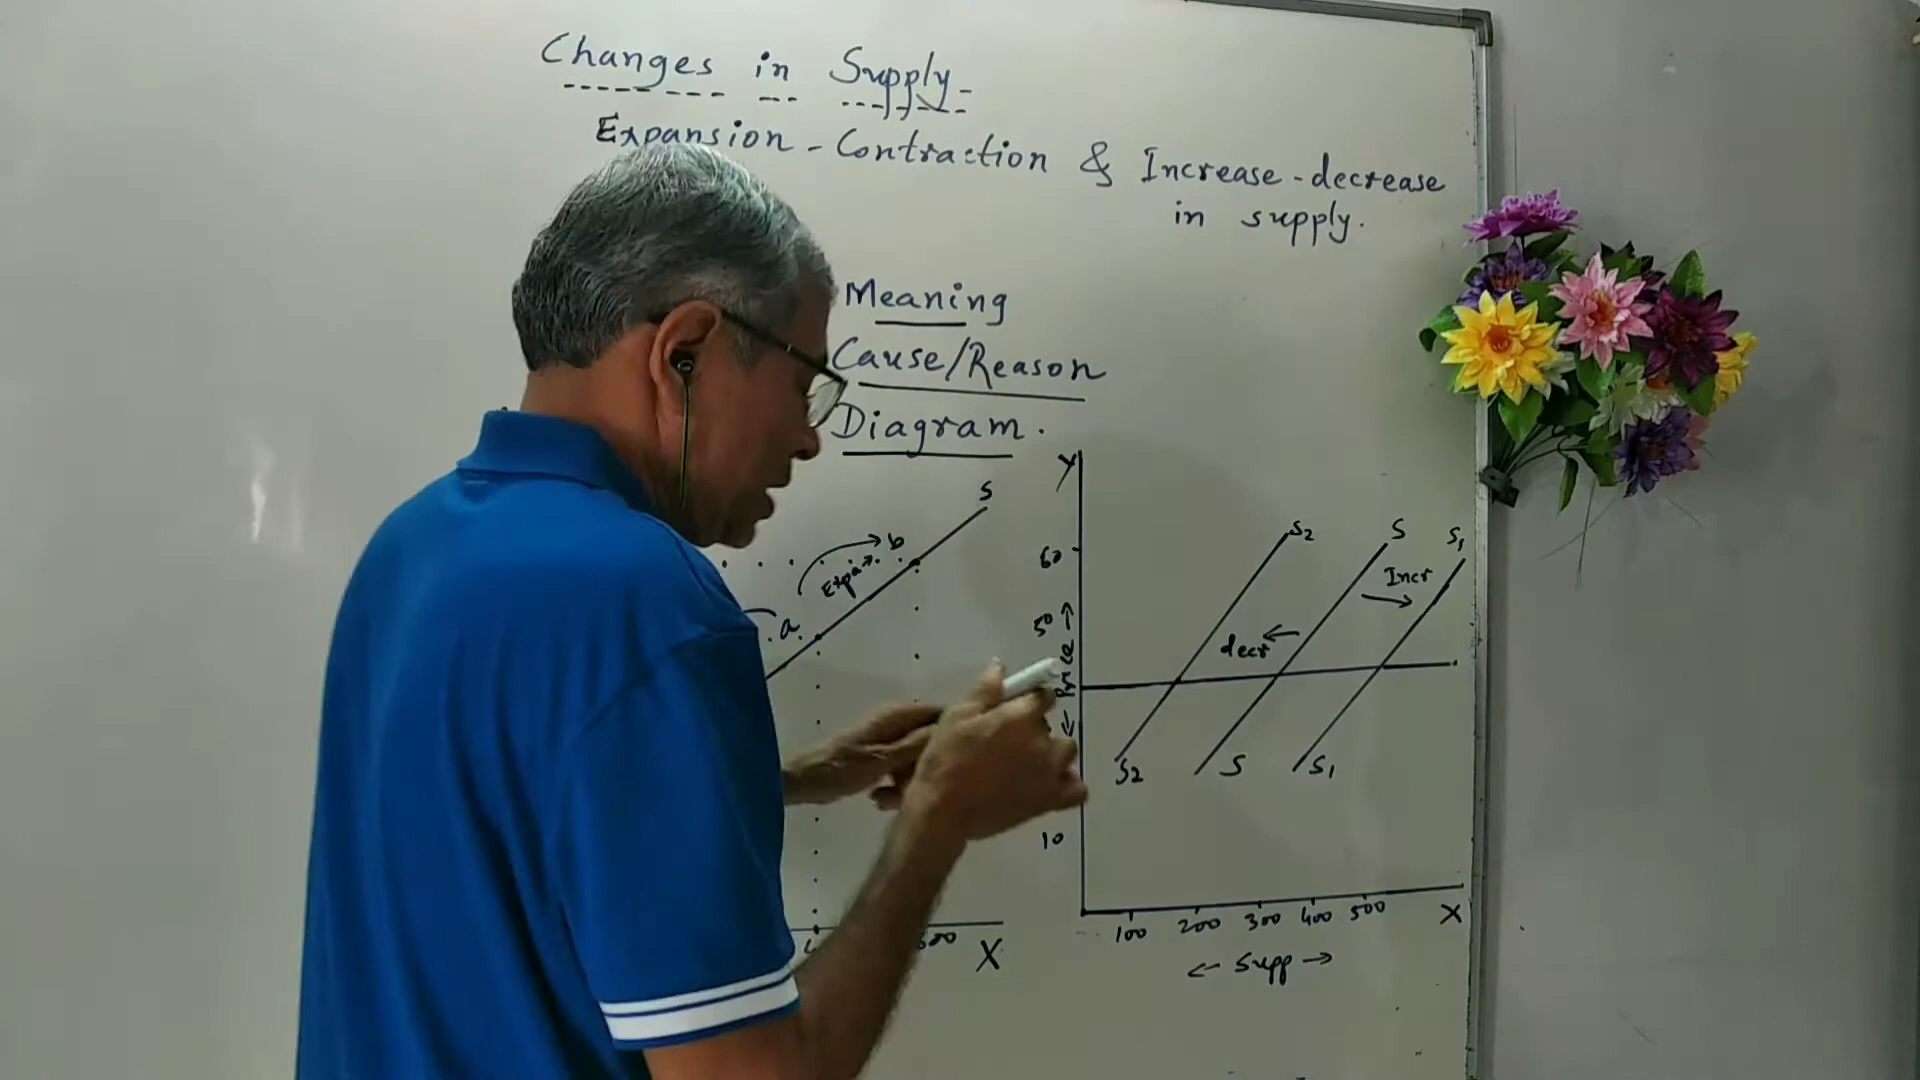 Changes in Supply
Expansion - Contraction & Increase - decrease
in supply.
Meaning
Cause/Reason
Diagram.
S
b
Expan
a
500
X
Y
60
50
← Price →
10
S2
S
S1
Incr
decr
S2
S
S1
100 200 300 400 500
X
← Supp →